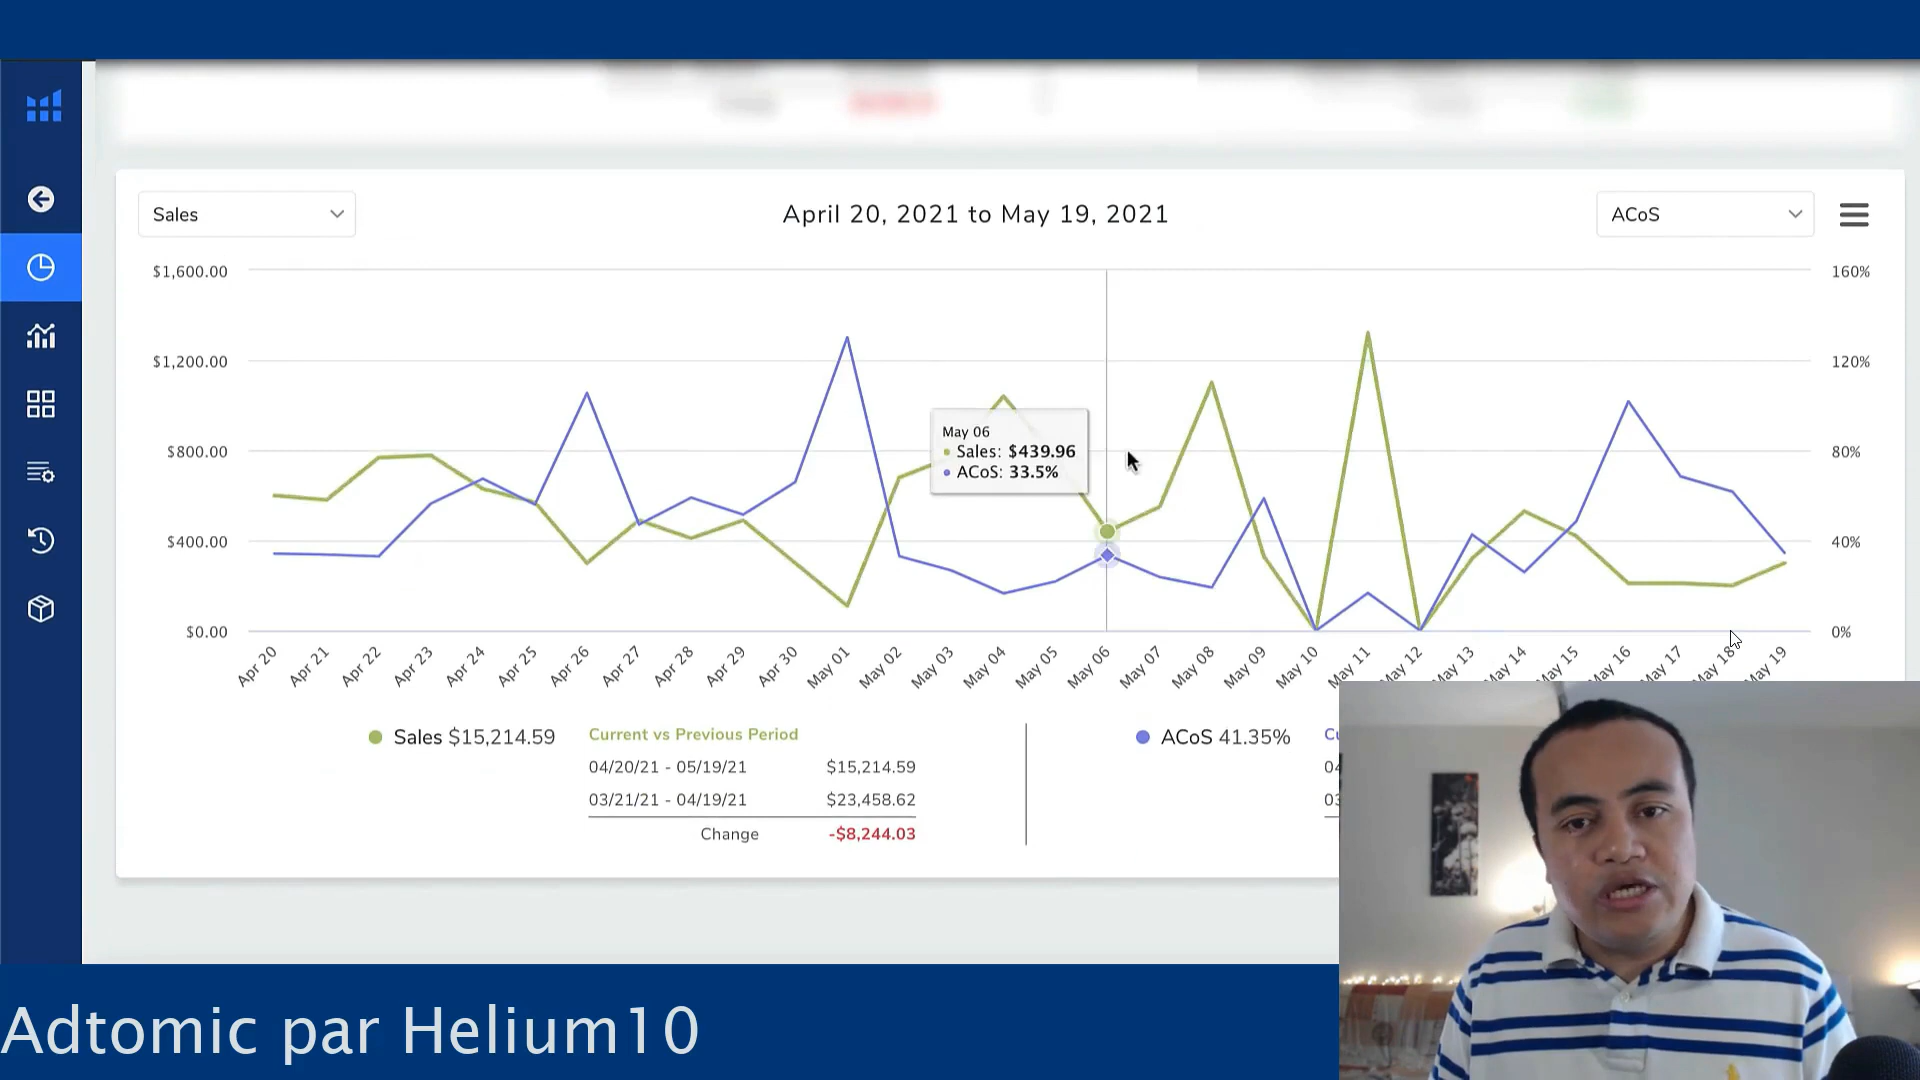 Sales
April 20, 2021 to May 19, 2021
ACoS
$1,600.00
160%
$1,200.00
120%
$800.00
80%
$400.00
40%
$0.00
0%
May 06
Sales: $439.96
ACoS: 33.5%
Apr 20
Apr 21
Apr 22
Apr 23
Apr 24
Apr 25
Apr 26
Apr 27
Apr 28
Apr 29
Apr 30
May 01
May 02
May 03
May 04
May 05
May 06
May 07
May 08
May 09
May 10
May 11
May 12
May 13
May 14
May 15
May 16
May 17
May 18
May 19
Sales $15,214.59
Current vs Previous Period
04/20/21 - 05/19/21 $15,214.59
03/21/21 - 04/19/21 $23,458.62
Change -$8,244.03
ACoS 41.35%
Adtomic par Helium10